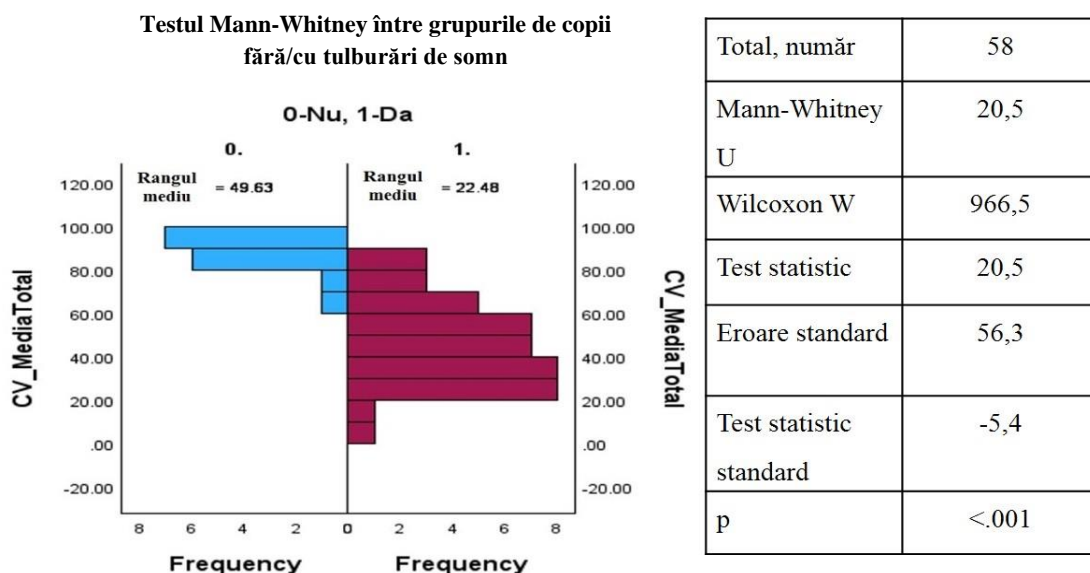 Testul Mann-Whitney între grupurile de copii
fără/cu tulburări de somn
0-Nu, 1-Da
0. 1.
Rangul
mediu = 49.63
Rangul
mediu = 22.48
CV_MediaTotal
120.00
100.00
80.00
60.00
40.00
20.00
.00
-20.00
120.00
100.00
80.00
60.00
40.00
20.00
.00
-20.00
CV_MediaTotal
8 6 4 2 0 2 4 6 8
Frequency Frequency
Total, număr 58
Mann-Whitney
U 20,5
Wilcoxon W 966,5
Test statistic 20,5
Eroare standard 56,3
Test statistic
standard -5,4
p <.001